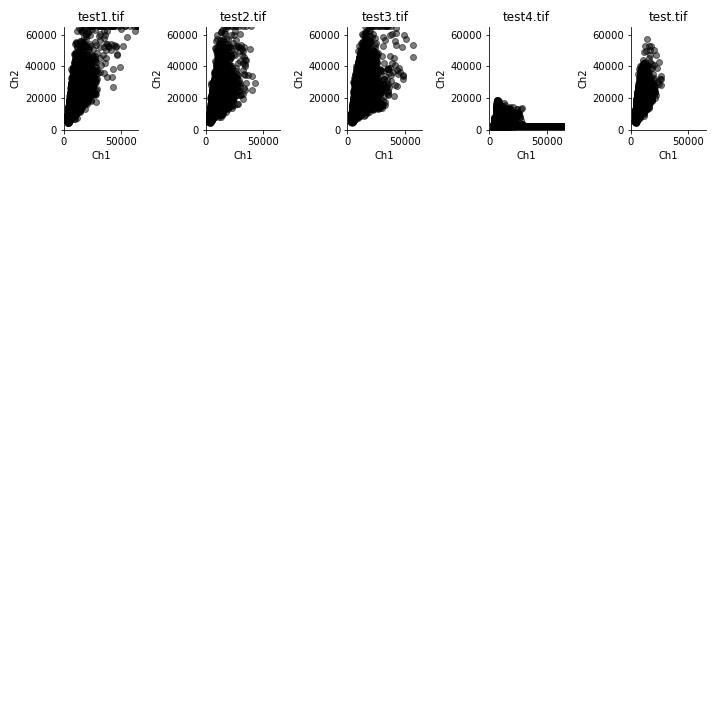 test1.tif test2.tif test3.tif test4.tif test.tif
60000 60000 60000 60000 60000
40000 40000 40000 40000 40000
Ch2 Ch2 Ch2 Ch2 Ch2
20000 20000 20000 20000 20000
0 0 0 0 0
0 50000 0 50000 0 50000 0 50000 0 50000
Ch1 Ch1 Ch1 Ch1 Ch1